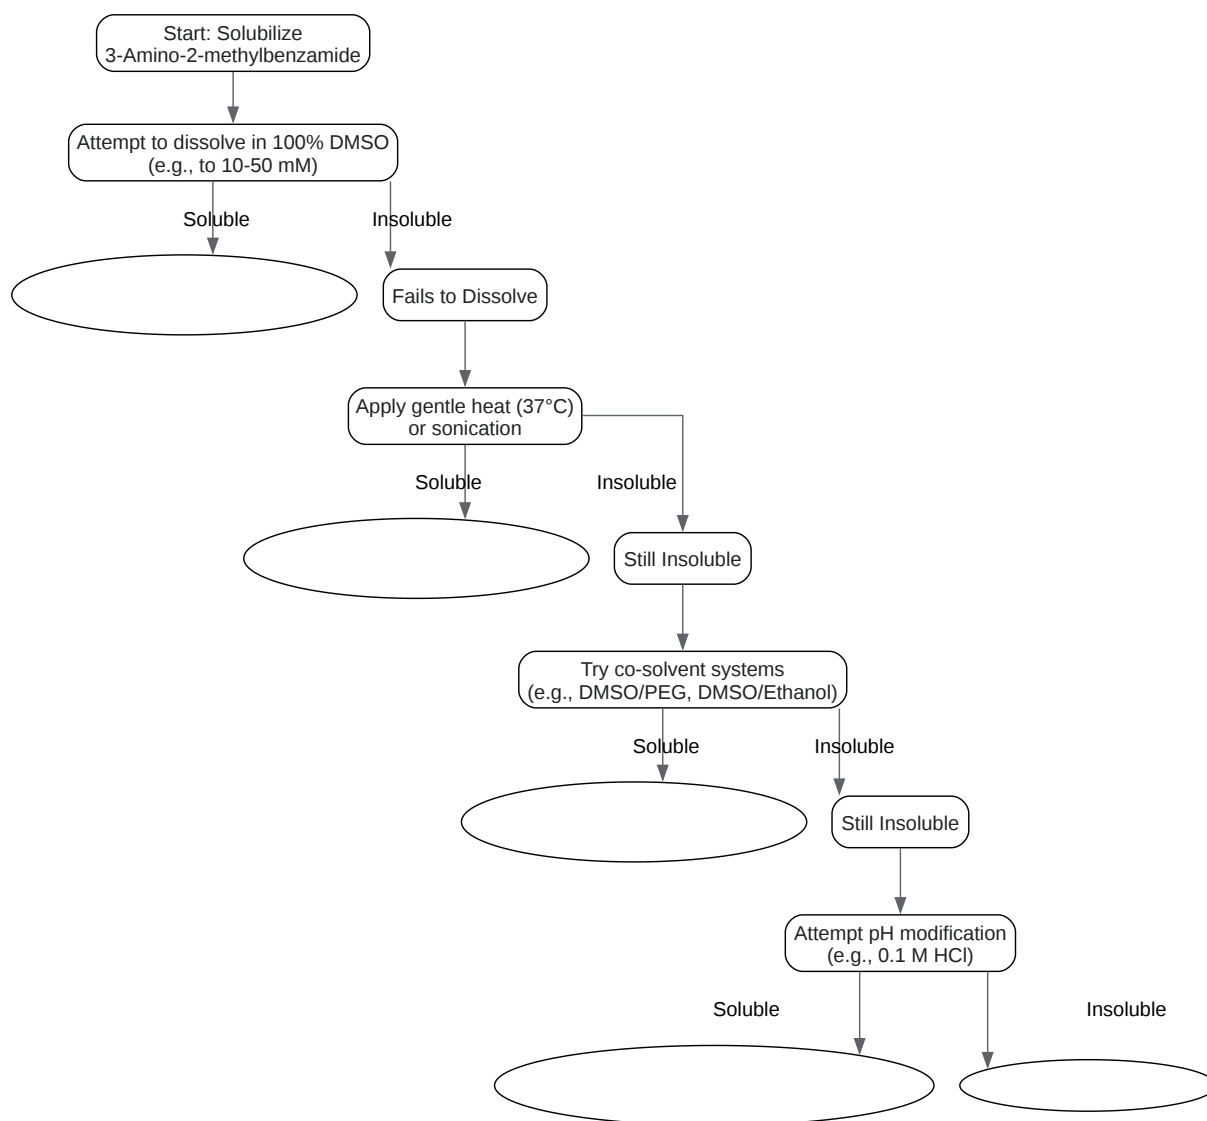 Start: Solubilize
3-Amino-2-methylbenzamide
Attempt to dissolve in 100% DMSO
(e.g., to 10-50 mM)
Soluble
Insoluble
Fails to Dissolve
Apply gentle heat (37°C)
or sonication
Soluble
Insoluble
Still Insoluble
Try co-solvent systems
(e.g., DMSO/PEG, DMSO/Ethanol)
Soluble
Insoluble
Still Insoluble
Attempt pH modification
(e.g., 0.1 M HCl)
Soluble
Insoluble